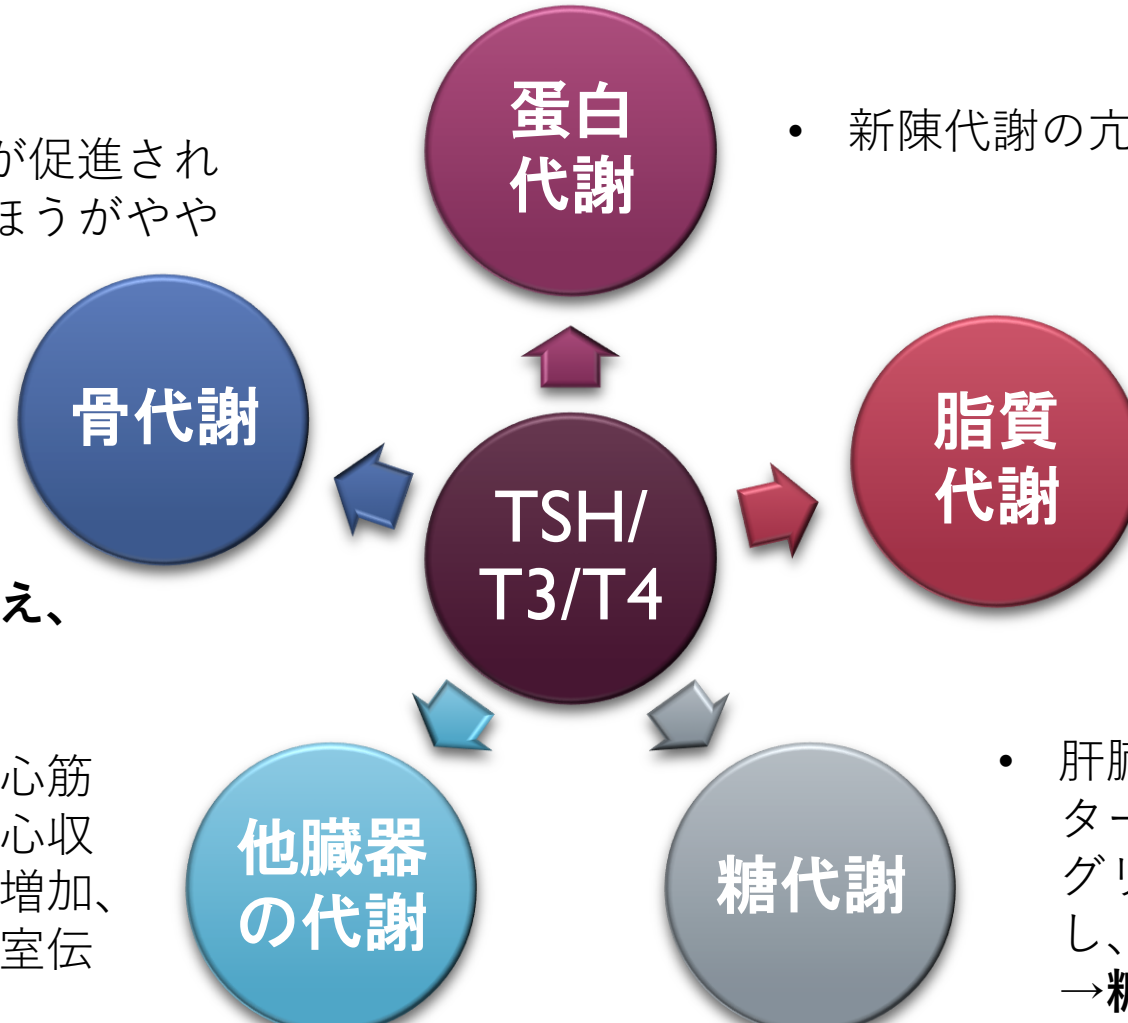 蛋白
代謝
• 新陳代謝の亢
が促進され
ほうがやや
骨代謝
脂質
代謝
TSH/
T3/T4
え、
心筋
心収
増加、
室伝
他臓器
の代謝
糖代謝
• 肝臓
ター
グリ
し、
→糖